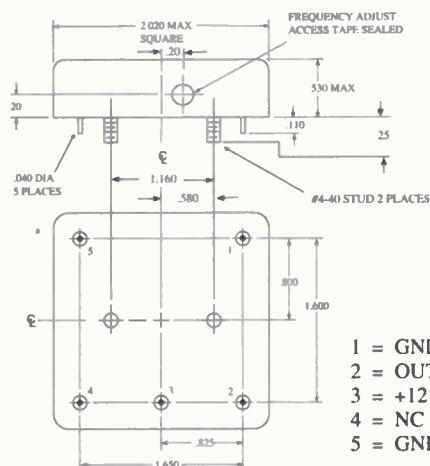 2.020 MAX
SQUARE
FREQUENCY ADJUST
ACCESS TAPE SEALED
.20
.530 MAX
.20
.110
.25
.040 DIA
5 PLACES
1.160
.580
#4-40 STUD 2 PLACES
5
1
.800
1.600
4
3
2
.825
1.650
1 = GND
2 = OUT
3 = +12
4 = NC
5 = GND